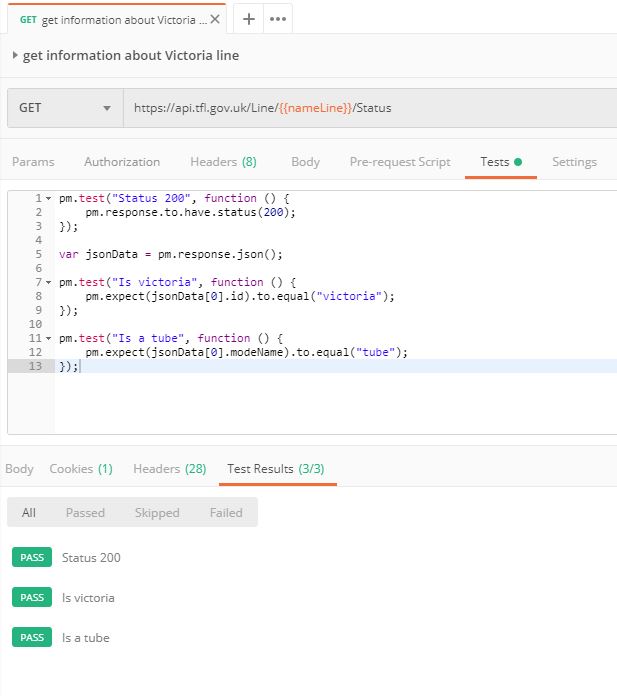 GET get information about Victoria ... ✕ + •••
get information about Victoria line
GET https://api.tfl.gov.uk/Line/{{nameLine}}/Status
Params Authorization Headers (8) Body Pre-request Script Tests Settings
1 pm.test("Status 200", function () {
2     pm.response.to.have.status(200);
3 });
4
5 var jsonData = pm.response.json();
6
7 pm.test("Is victoria", function () {
8     pm.expect(jsonData[0].id).to.equal("victoria");
9 });
10
11 pm.test("Is a tube", function () {
12     pm.expect(jsonData[0].modeName).to.equal("tube");
13 });
Body Cookies (1) Headers (28) Test Results (3/3)
All Passed Skipped Failed
PASS Status 200
PASS Is victoria
PASS Is a tube